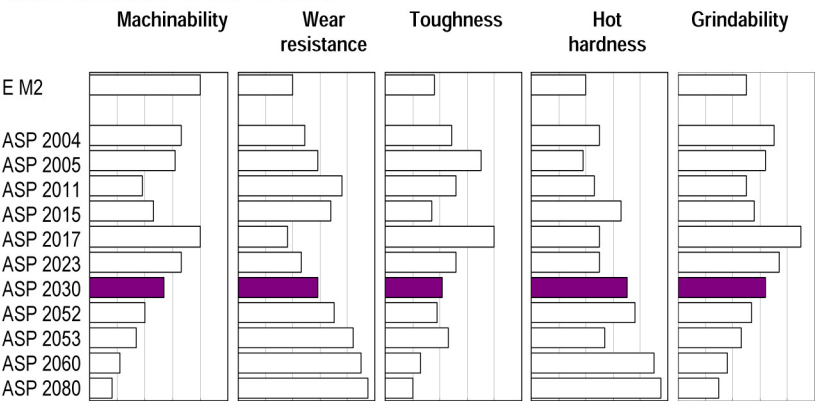 Machinability
Wear
resistance
Toughness
Hot
hardness
Grindability
E M2
ASP 2004
ASP 2005
ASP 2011
ASP 2015
ASP 2017
ASP 2023
ASP 2030
ASP 2052
ASP 2053
ASP 2060
ASP 2080